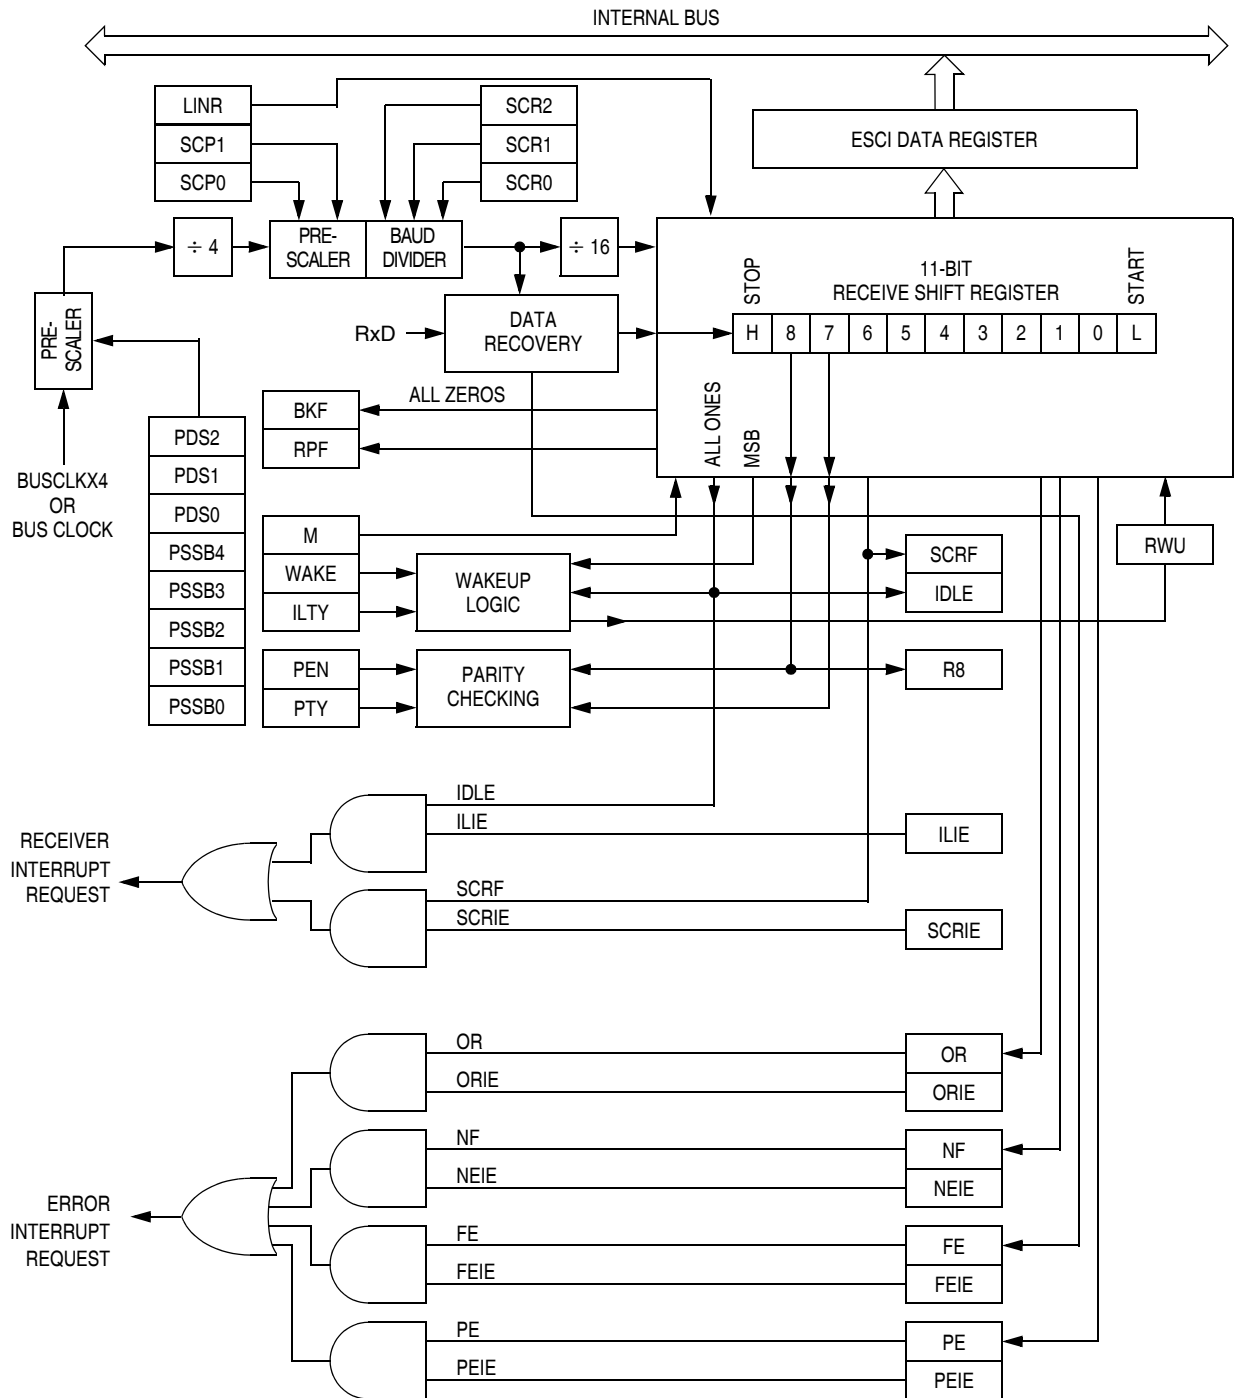 INTERNAL BUS
LINR
SCP1
SCP0
SCR2
SCR1
SCR0
ESCI DATA REGISTER
÷ 4
PRE-
SCALER
BAUD
DIVIDER
÷ 16
PRE-
SCALER
BUSCLKX4
OR
BUS CLOCK
PDS2
PDS1
PDS0
PSSB4
PSSB3
PSSB2
PSSB1
PSSB0
RxD
DATA
RECOVERY
STOP
11-BIT
RECEIVE SHIFT REGISTER
START
H 8 7 6 5 4 3 2 1 0 L
ALL ZEROS
BKF
RPF
ALL ONES
MSB
M
WAKE
ILTY
WAKEUP
LOGIC
SCRF
IDLE
RWU
PEN
PTY
PARITY
CHECKING
R8
RECEIVER
INTERRUPT
REQUEST
IDLE
ILIE
ILIE
SCRF
SCRIE
SCRIE
ERROR
INTERRUPT
REQUEST
OR
ORIE
OR
ORIE
NF
NEIE
NF
NEIE
FE
FEIE
FE
FEIE
PE
PEIE
PE
PEIE